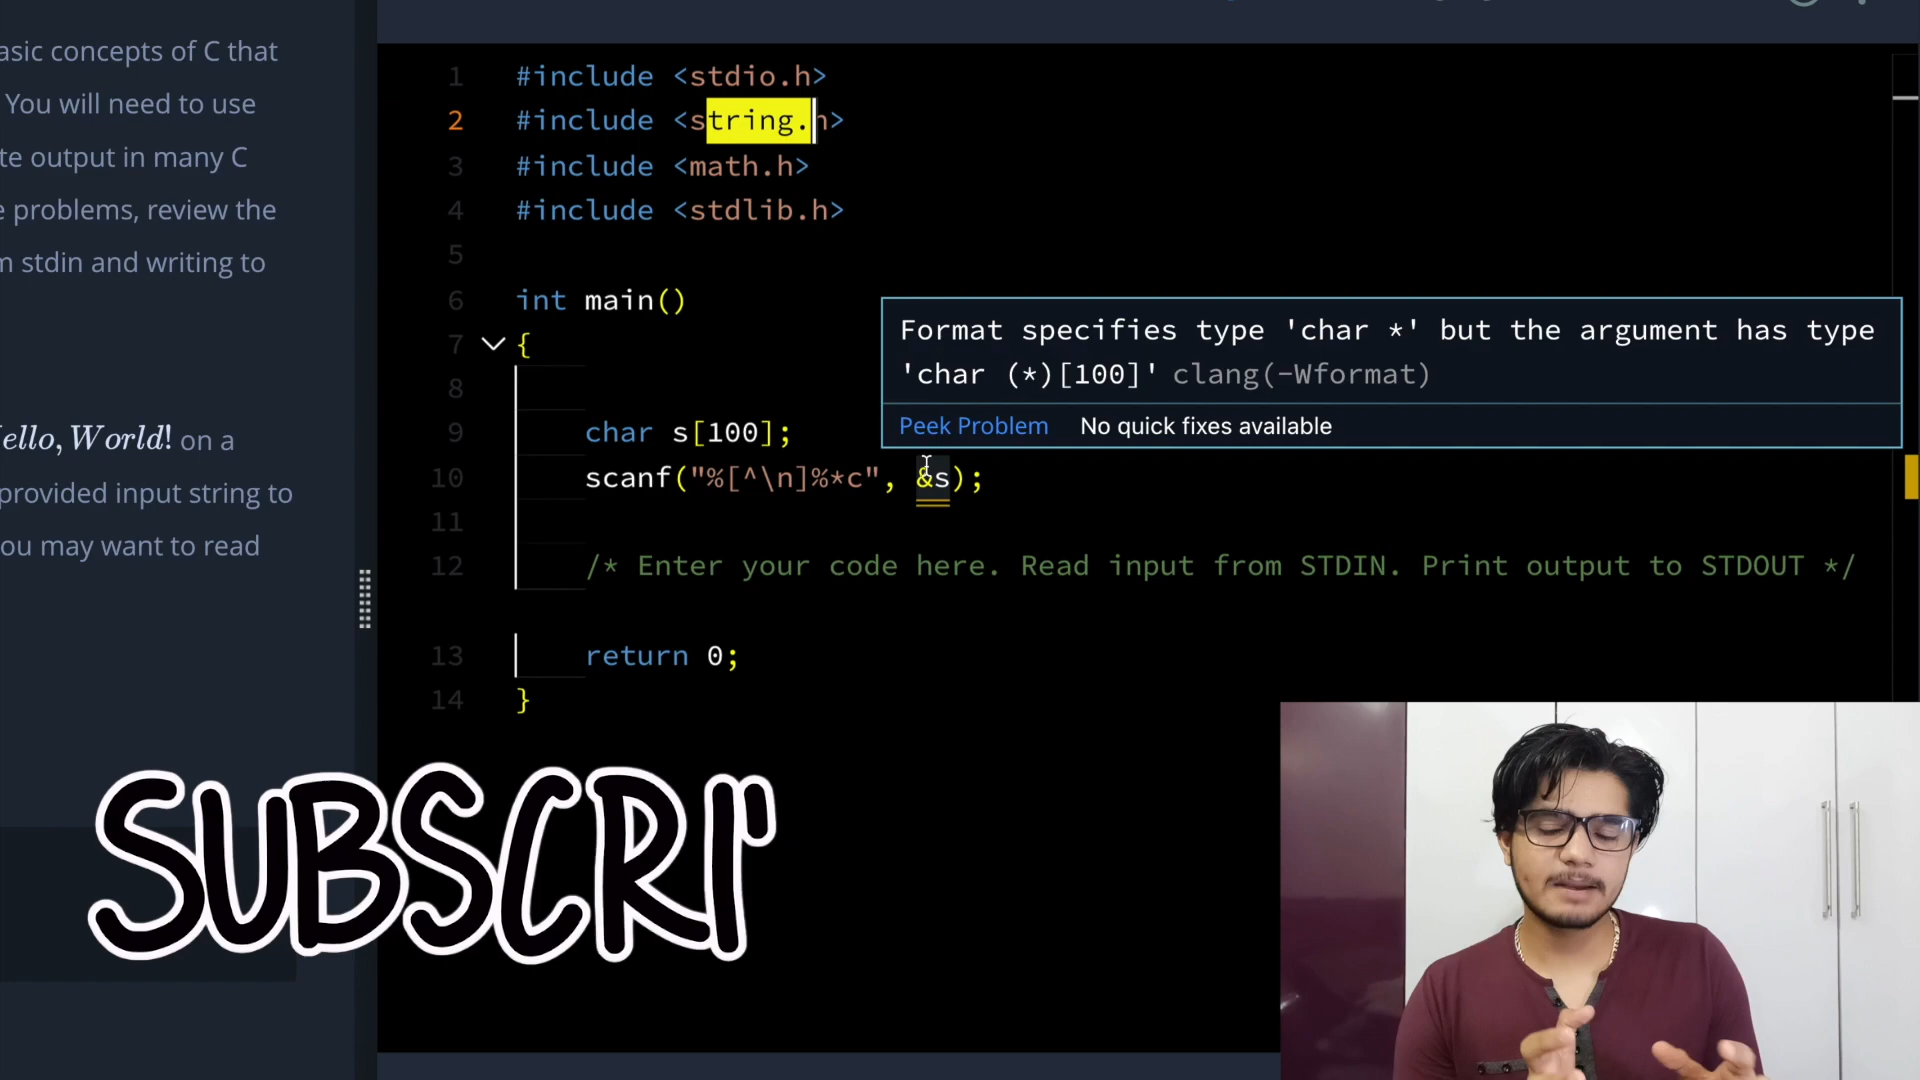 asic concepts of C that
You will need to use
te output in many C
e problems, review the
m stdin and writing to
ello, World! on a
provided input string to
ou may want to read
1 #include <stdio.h>
2 #include <string.h>
3 #include <math.h>
4 #include <stdlib.h>
5
6 int main()
7 {
8
9 char s[100];
10 scanf("%[^\n]%*c", &s);
11
12 /* Enter your code here. Read input from STDIN. Print output to STDOUT */
13 return 0;
14 }
Format specifies type 'char *' but the argument has type
'char (*)[100]' clang(-Wformat)
Peek Problem No quick fixes available
SUBSCRI